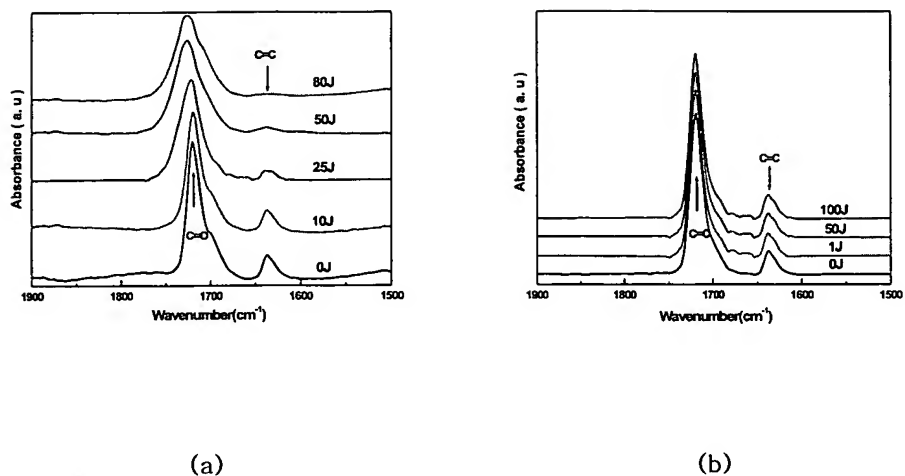 C=C
80J
50J
25J
10J
C=O
0J
1900 1800 1700 1600 1500
Absorbance ( a. u )
Wavenumber(cm-1)
(a)
C=C
100J
50J
1J
0J
C=O
1900 1800 1700 1600 1500
Absorbance ( a. u )
Wavenumber(cm-1)
(b)